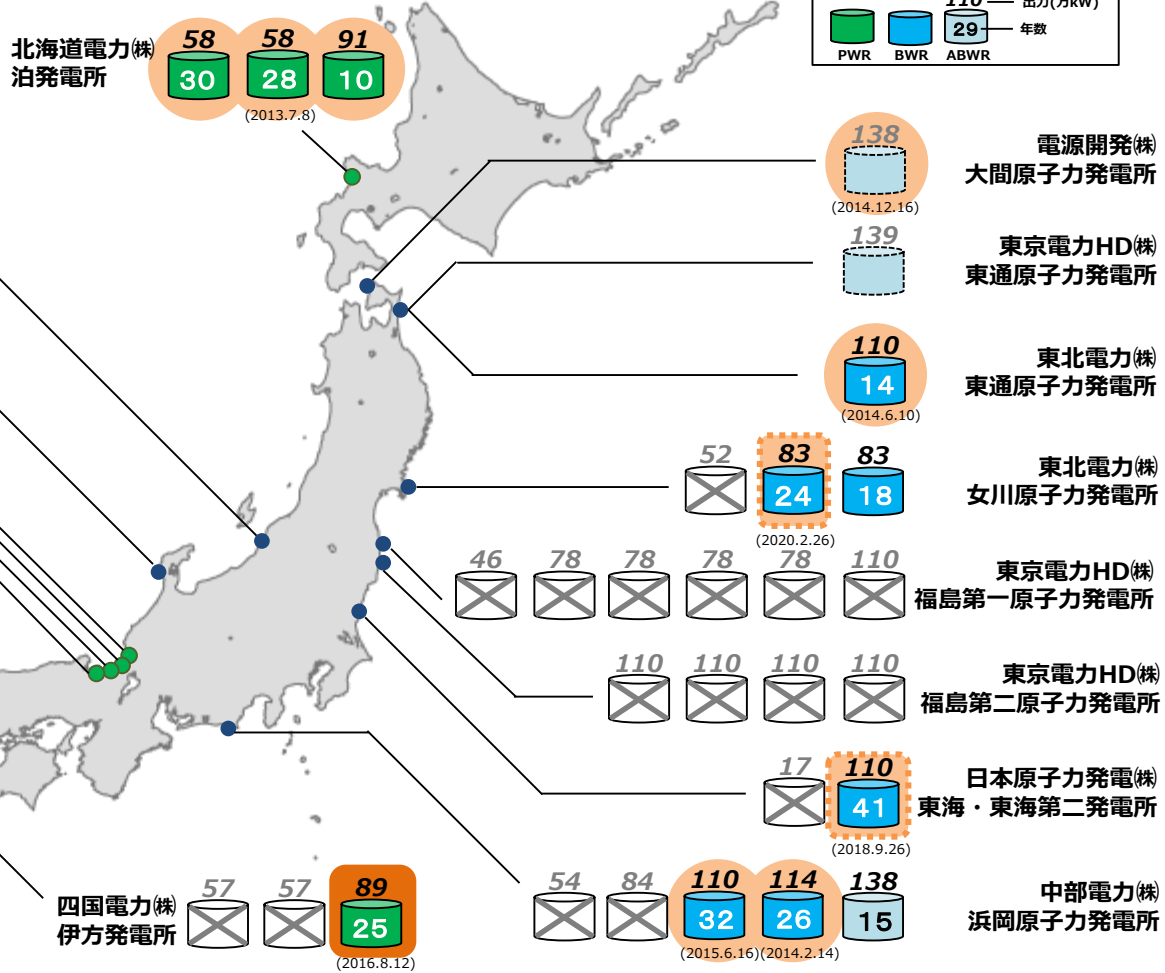 110 出力(万kW)
29 年数
PWR BWR ABWR
北海道電力㈱
泊発電所
58 58 91
30 28 10
(2013.7.8)
138
電源開発㈱
大間原子力発電所
(2014.12.16)
139
東京電力HD㈱
東通原子力発電所
110
14
東北電力㈱
東通原子力発電所
(2014.6.10)
52 83 83
24 18
東北電力㈱
女川原子力発電所
(2020.2.26)
46 78 78 78 78 110
東京電力HD㈱
福島第一原子力発電所
110 110 110 110
東京電力HD㈱
福島第二原子力発電所
17 110
41
日本原子力発電㈱
東海・東海第二発電所
(2018.9.26)
四国電力㈱
伊方発電所
57 57 89
25
(2016.8.12)
54 84 110 114 138
32 26 15
中部電力㈱
浜岡原子力発電所
(2015.6.16) (2014.2.14)